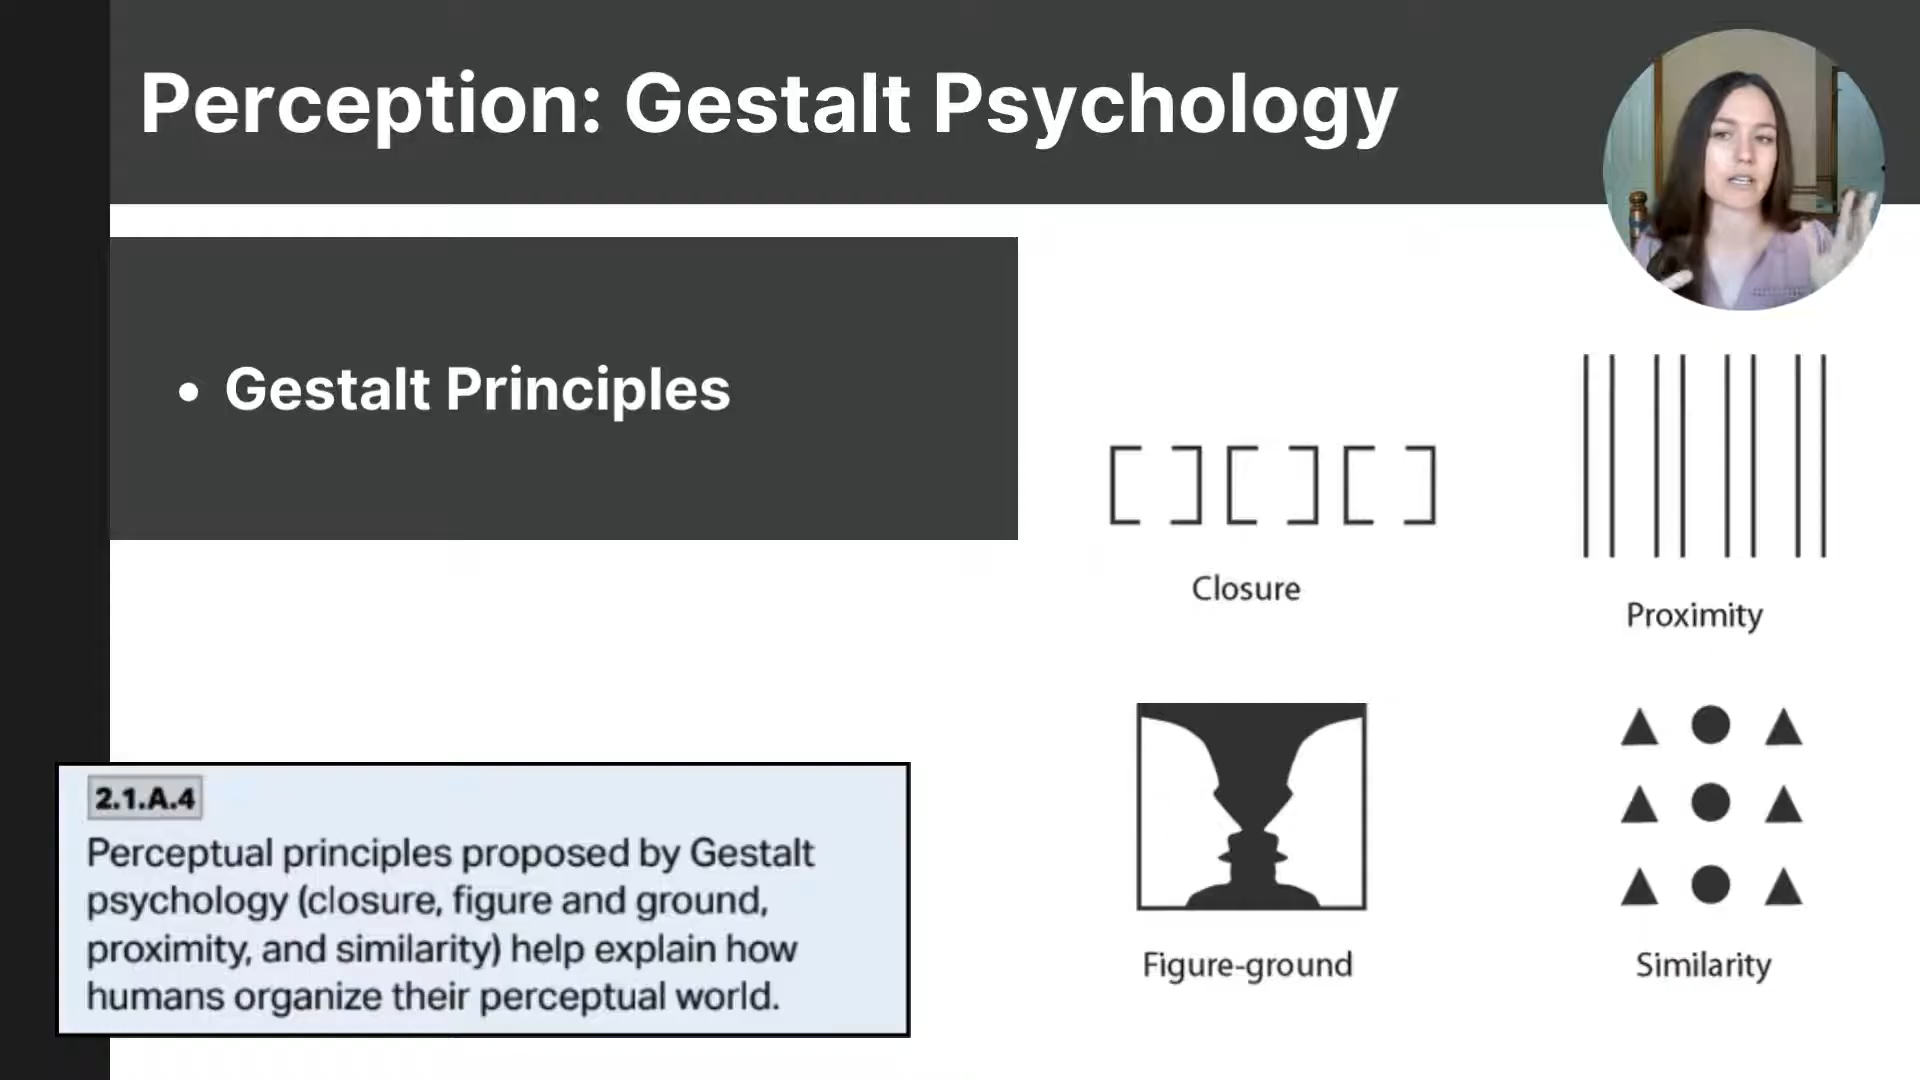 Perception: Gestalt Psychology
• Gestalt Principles
Closure
Proximity
Figure-ground
Similarity
2.1.A.4
Perceptual principles proposed by Gestalt
psychology (closure, figure and ground,
proximity, and similarity) help explain how
humans organize their perceptual world.